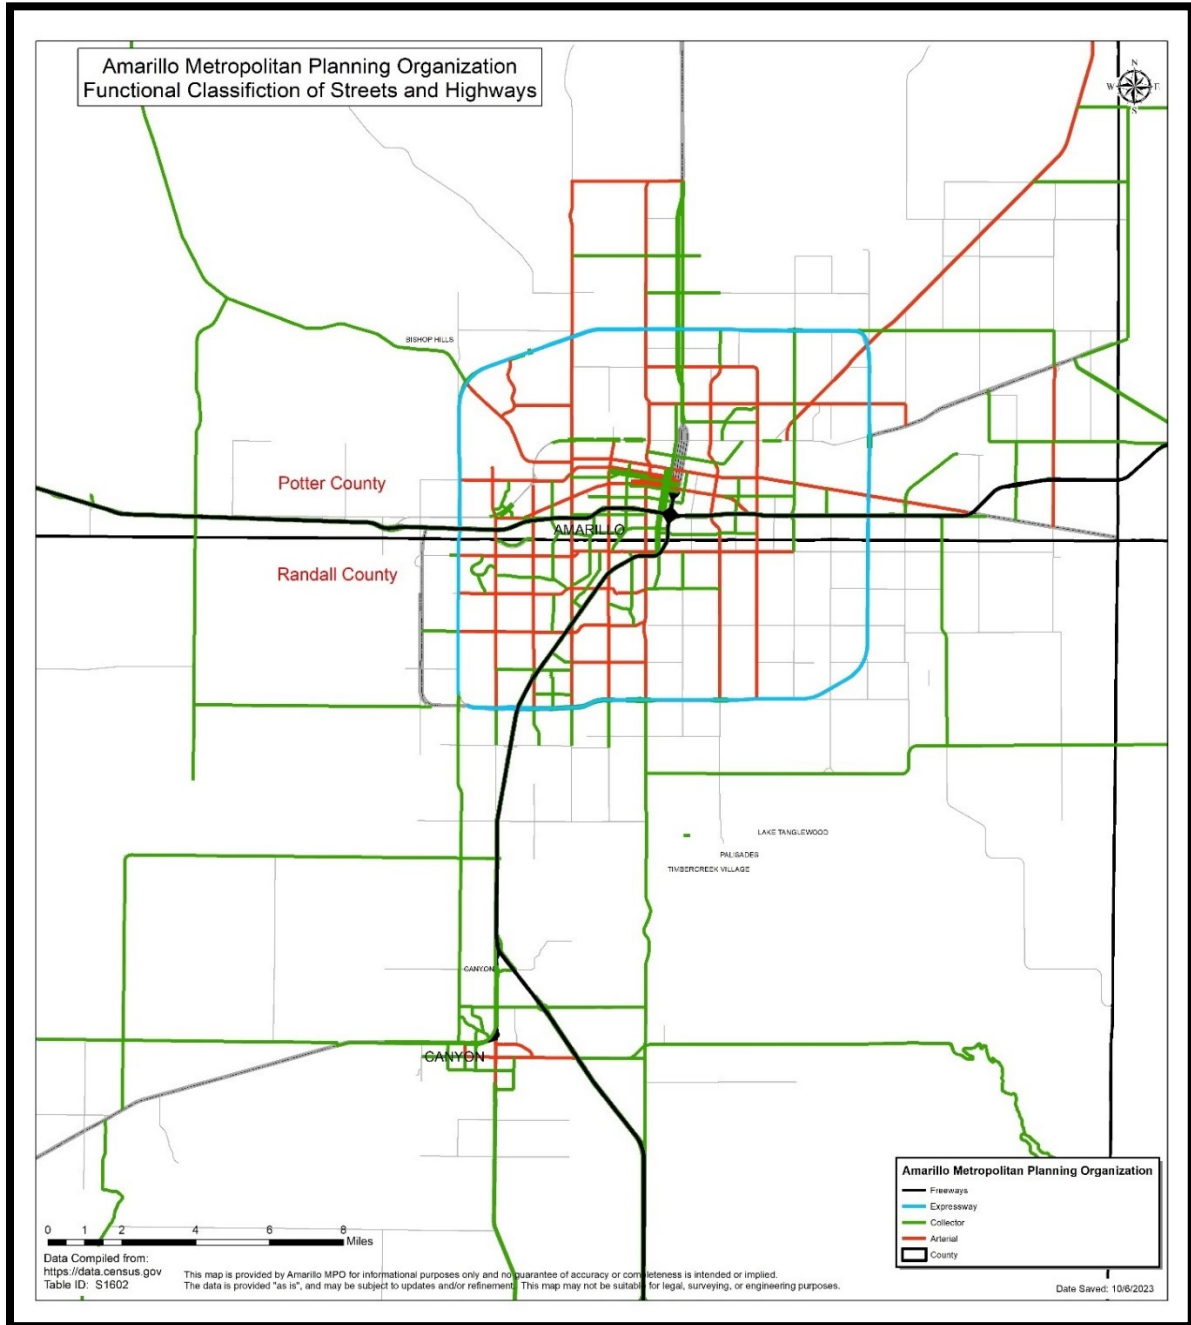 Amarillo Metropolitan Planning Organization
Functional Classifiction of Streets and Highways
N
W E
S
BISHOP HILLS
Potter County
AMARILLO
Randall County
LAKE TANGLEWOOD
PALISADES
TIMBERCREEK VILLAGE
CANYON
CANYON
Amarillo Metropolitan Planning Organization
Freeways
Expressway
Collector
Arterial
County
0 1 2 4 6 8
Miles
Data Compiled from:
https://data.census.gov
Table ID: S1602
This map is provided by Amarillo MPO for informational purposes only and no guarantee of accuracy or completeness is intended or implied.
The data is provided "as is", and may be subject to updates and/or refinement. This map may not be suitable for legal, surveying, or engineering purposes.
Date Saved: 10/6/2023